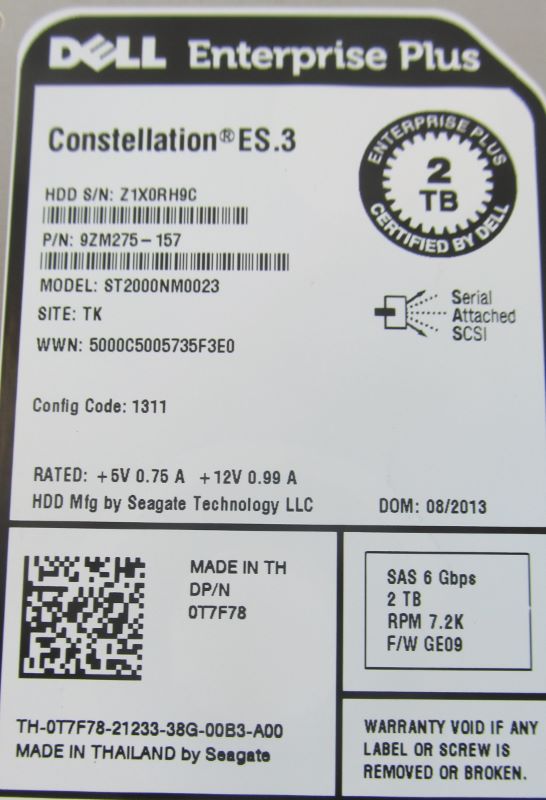 DELL Enterprise Plus
Constellation® ES.3
ENTERPRISE PLUS
2
TB
CERTIFIED BY DELL
HDD S/N: Z1X0RH9C
P/N: 9ZM275-157
MODEL: ST2000NM0023
SITE: TK
WWN: 5000C5005735F3E0
Serial
Attached
SCSI
Config Code: 1311
RATED: +5V 0.75 A +12V 0.99 A
HDD Mfg by Seagate Technology LLC
DOM: 08/2013
MADE IN TH
DP/N
0T7F78
SAS 6 Gbps
2 TB
RPM 7.2K
F/W GE09
TH-0T7F78-21233-38G-00B3-A00
MADE IN THAILAND by Seagate
WARRANTY VOID IF ANY
LABEL OR SCREW IS
REMOVED OR BROKEN.